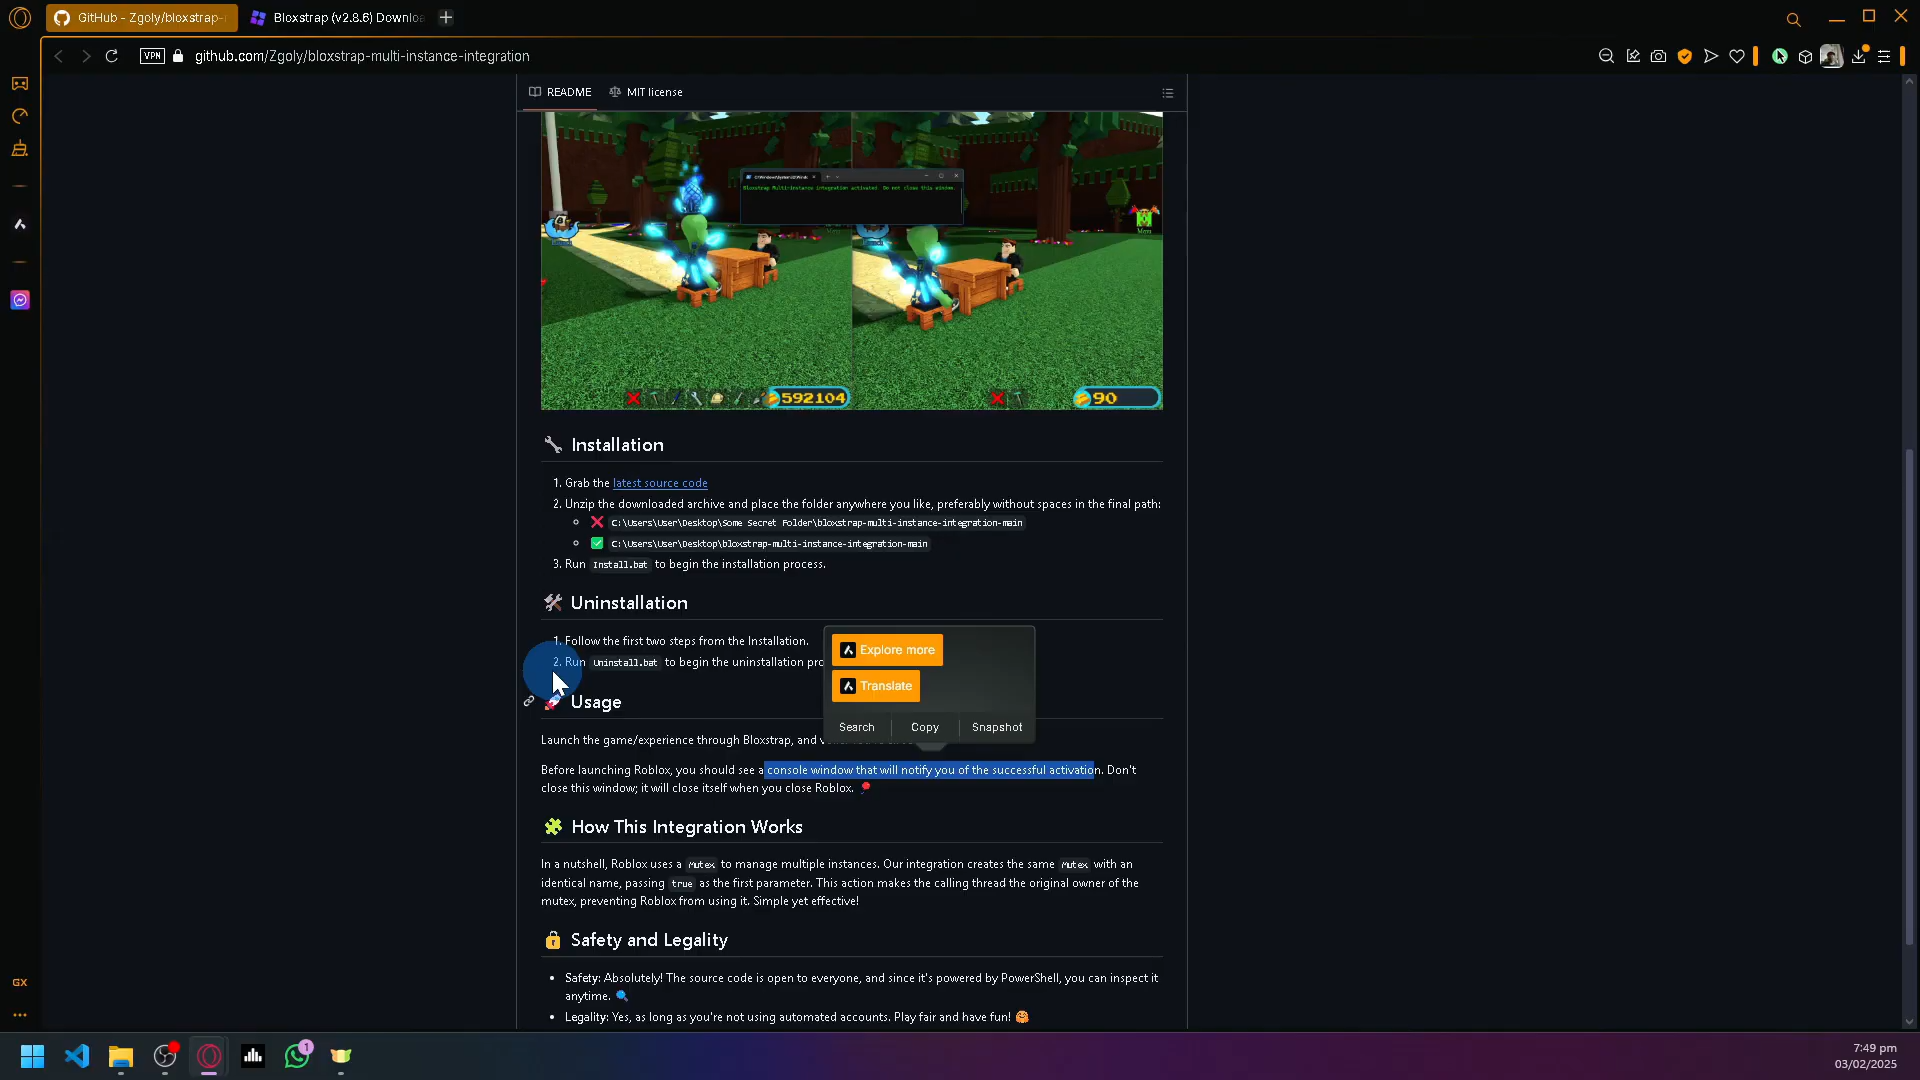 GitHub - Zgoly/bloxstrap-
Bloxstrap (v2.8.6) Downlo
VPN
github.com/Zgoly/bloxstrap-multi-instance-integration
README
MIT license
Bloxstrap Multi-instance integration activated. Do not close this window.
592104
90
Installation
1. Grab the latest source code
2. Unzip the downloaded archive and place the folder anywhere you like, preferably without spaces in the final path:
C:\Users\User\Desktop\Some Secret Folder\bloxstrap-multi-instance-integration-main
C:\Users\User\Desktop\bloxstrap-multi-instance-integration-main
3. Run Install.bat to begin the installation process.
Uninstallation
1. Follow the first two steps from the Installation.
2. Run Uninstall.bat to begin the uninstallation pro
Explore more
Translate
Search
Copy
Snapshot
Usage
Launch the game/experience through Bloxstrap, and
Before launching Roblox, you should see a console window that will notify you of the successful activation. Don't
close this window; it will close itself when you close Roblox.
How This Integration Works
In a nutshell, Roblox uses a Mutex to manage multiple instances. Our integration creates the same Mutex with an
identical name, passing true as the first parameter. This action makes the calling thread the original owner of the
mutex, preventing Roblox from using it. Simple yet effective!
Safety and Legality
Safety: Absolutely! The source code is open to everyone, and since it's powered by PowerShell, you can inspect it
anytime.
Legality: Yes, as long as you're not using automated accounts. Play fair and have fun!
GX
1
7:49 pm
03/02/2025